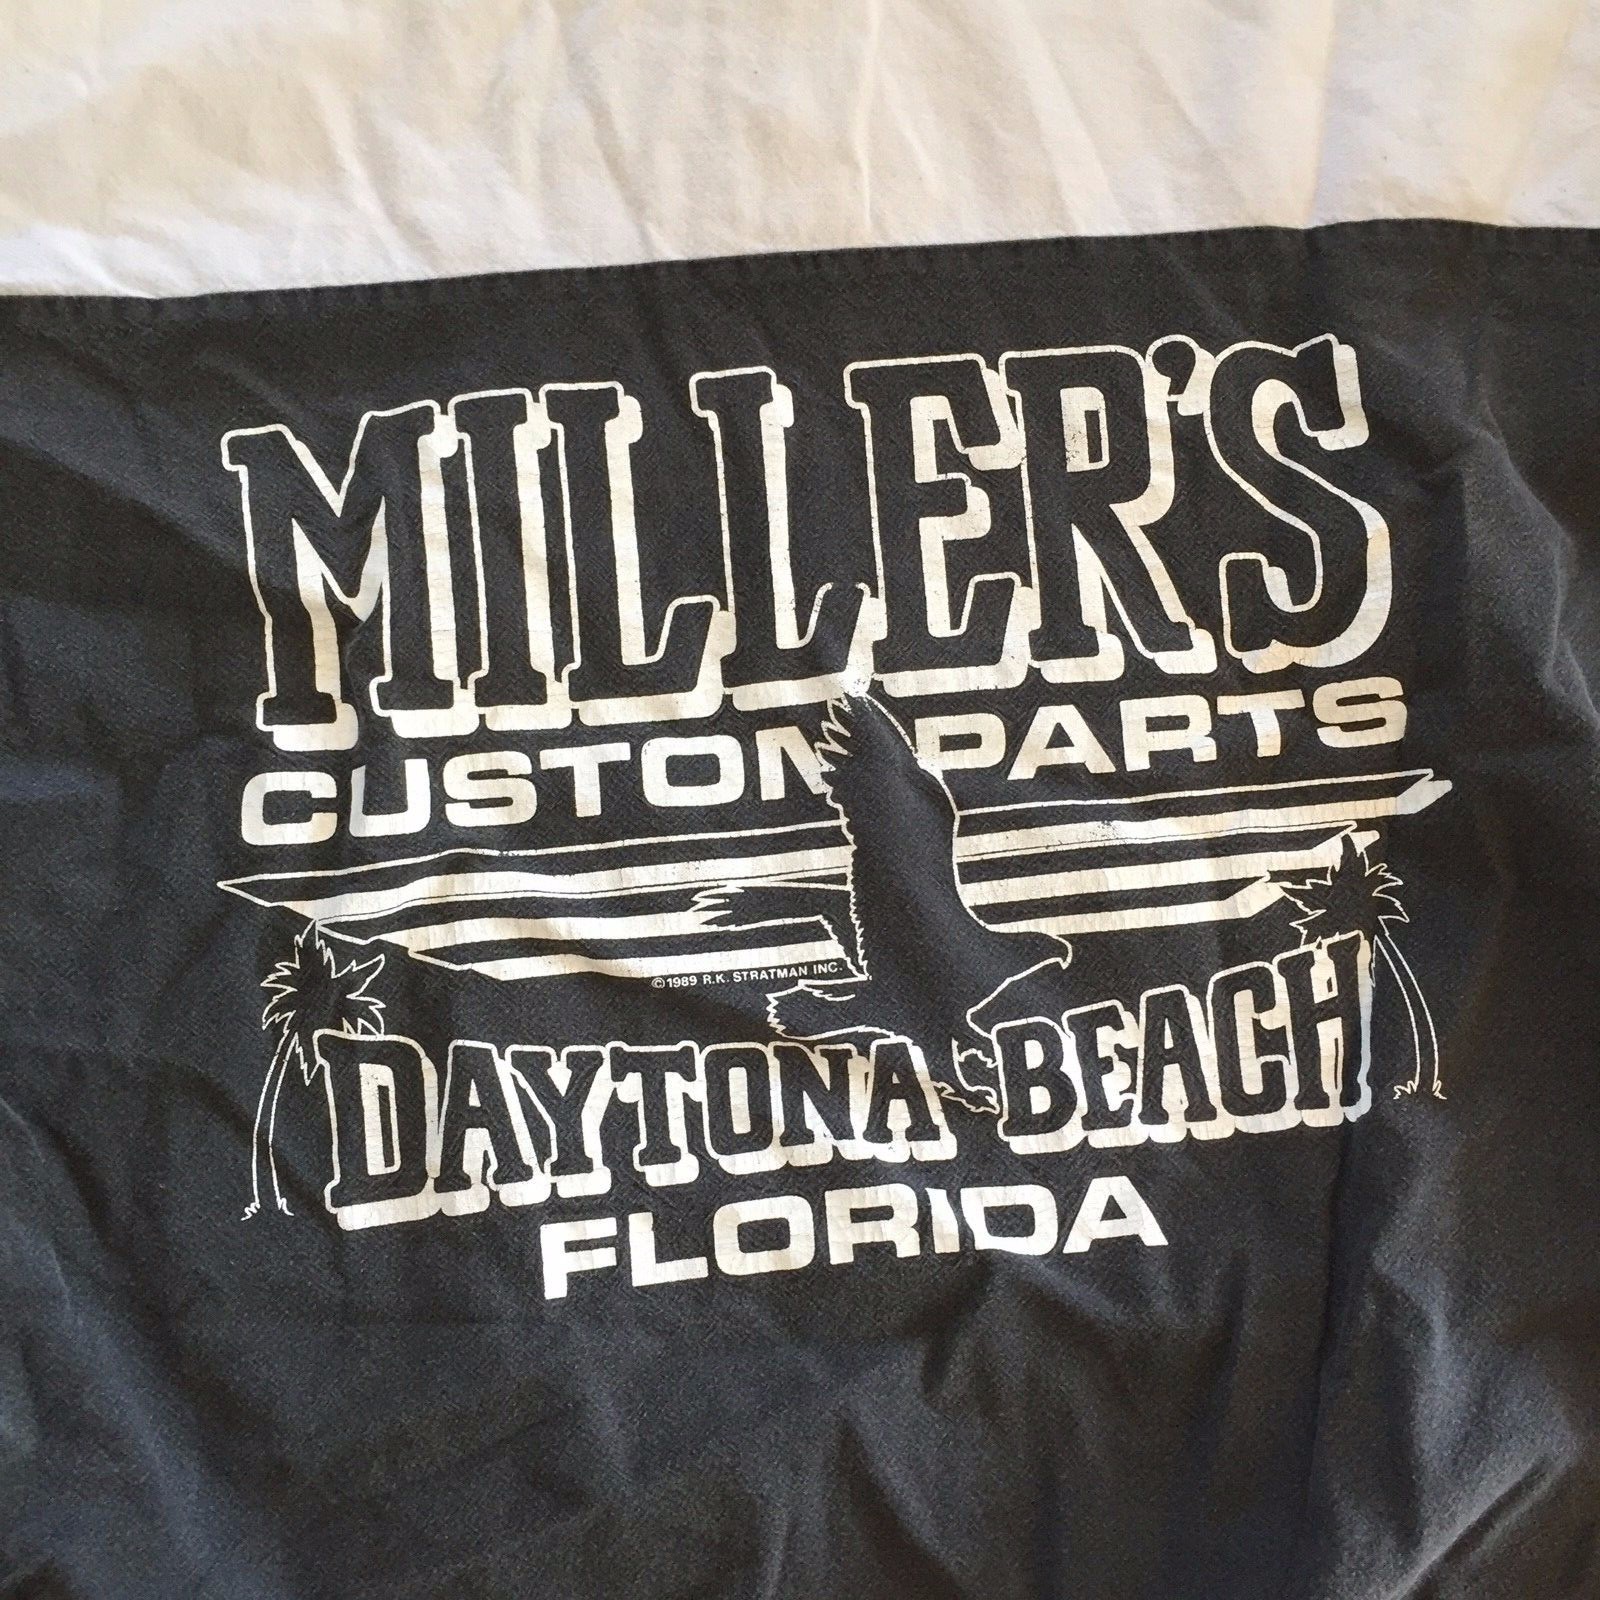 MILLER'S
CUSTOM PARTS
©1989 R.K. STRATMAN INC.
DAYTONA BEACH
FLORIDA